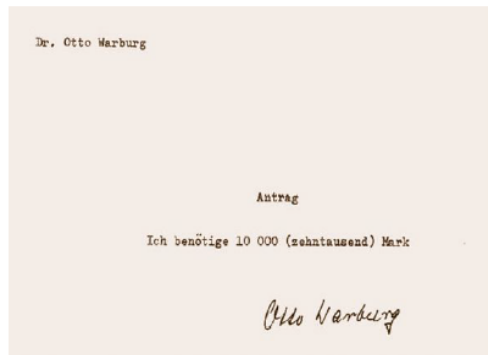 Dr. Otto Warburg
Antrag
Ich benötige 10 000 (zehntausend) Mark
Otto Warburg